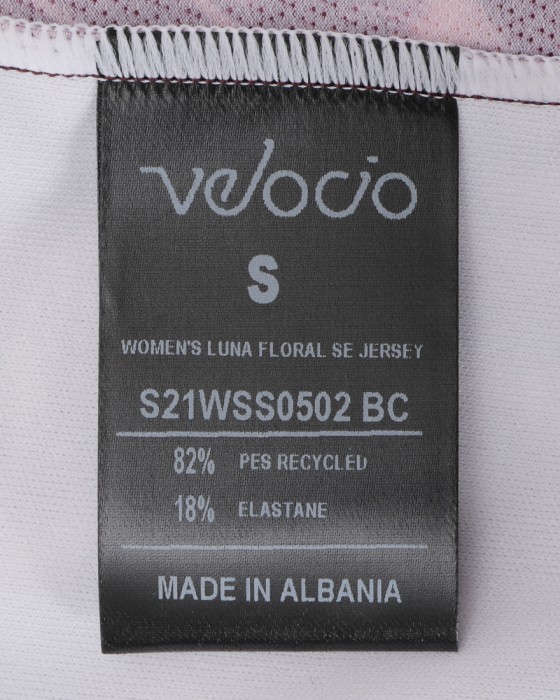 Velocio
S
WOMEN'S LUNA FLORAL SE JERSEY
S21WSS0502 BC
82% PES RECYCLED
18% ELASTANE
MADE IN ALBANIA